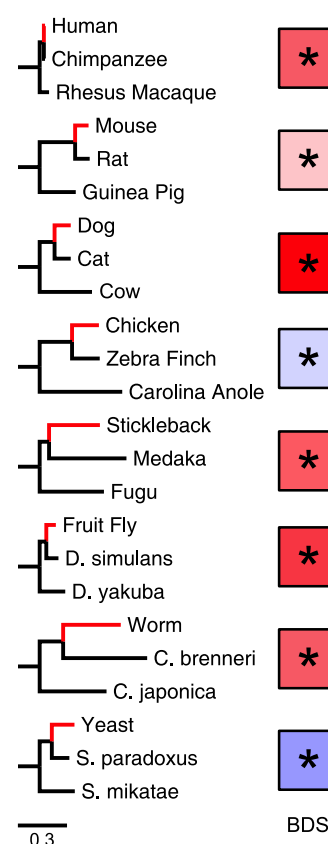 Human
Chimpanzee
Rhesus Macaque
*
Mouse
Rat
Guinea Pig
*
Dog
Cat
Cow
*
Chicken
Zebra Finch
Carolina Anole
*
Stickleback
Medaka
Fugu
*
Fruit Fly
D. simulans
D. yakuba
*
Worm
C. brenneri
C. japonica
*
Yeast
S. paradoxus
S. mikatae
*
0.3
BDS